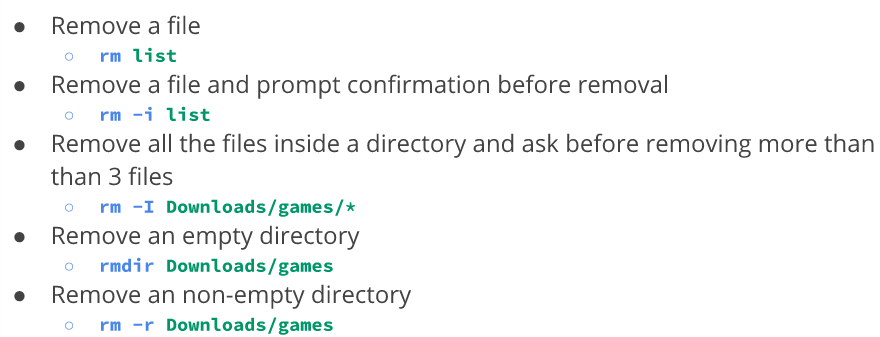 ● Remove a file
○ rm list
● Remove a file and prompt confirmation before removal
○ rm -i list
● Remove all the files inside a directory and ask before removing more than
than 3 files
○ rm -I Downloads/games/*
● Remove an empty directory
○ rmdir Downloads/games
● Remove an non-empty directory
○ rm -r Downloads/games